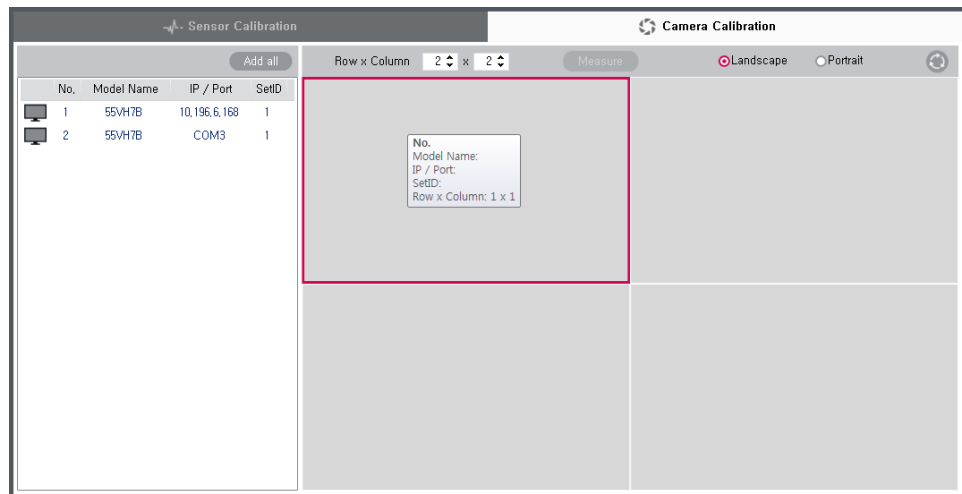 Sensor Calibration
Camera Calibration
Add all
Row x Column 2 x 2 Measure Landscape Portrait
No. Model Name IP / Port SetID
1 55VH7B 10.196.6.168 1
2 55VH7B COM3 1
No.
Model Name:
IP / Port:
SetID:
Row x Column: 1 x 1